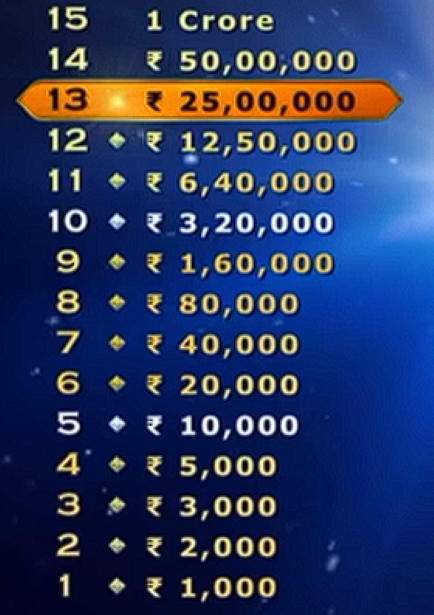 15 1 Crore
14 ₹ 50,00,000
13 ₹ 25,00,000
12 ₹ 12,50,000
11 ₹ 6,40,000
10 ₹ 3,20,000
9 ₹ 1,60,000
8 ₹ 80,000
7 ₹ 40,000
6 ₹ 20,000
5 ₹ 10,000
4 ₹ 5,000
3 ₹ 3,000
2 ₹ 2,000
1 ₹ 1,000